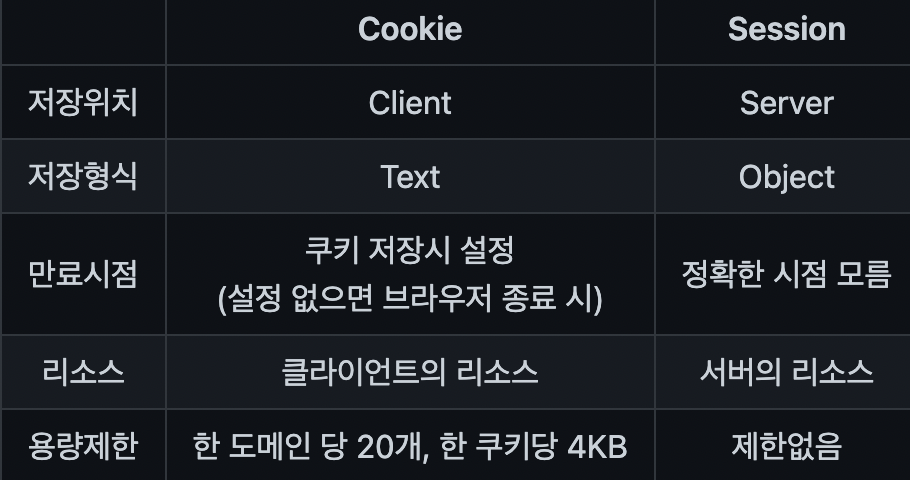 Cookie Session
저장위치 Client Server
저장형식 Text Object
만료시점 쿠키 저장시 설정
(설정 없으면 브라우저 종료 시) 정확한 시점 모름
리소스 클라이언트의 리소스 서버의 리소스
용량제한 한 도메인 당 20개, 한 쿠키당 4KB 제한없음